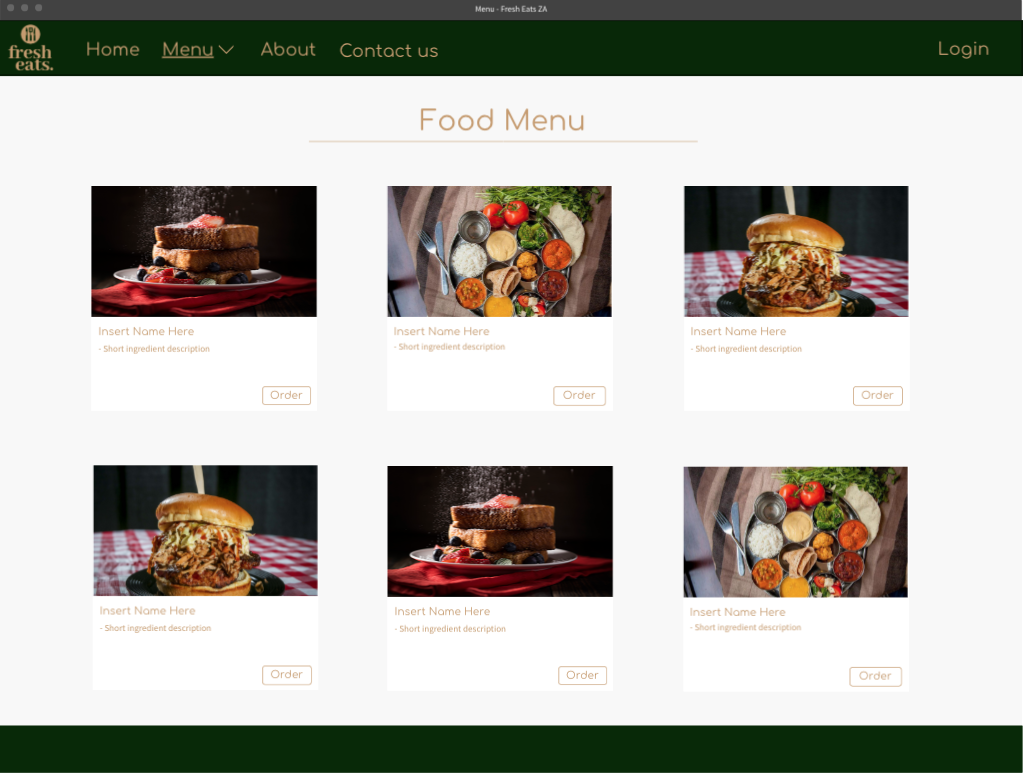 Menu - Fresh Eats ZA
fresh
eats.
Home Menu About Contact us Login
Food Menu
Insert Name Here
- Short ingredient description
Order
Insert Name Here
- Short ingredient description
Order
Insert Name Here
- Short ingredient description
Order
Insert Name Here
- Short ingredient description
Order
Insert Name Here
- Short ingredient description
Order
Insert Name Here
- Short ingredient description
Order